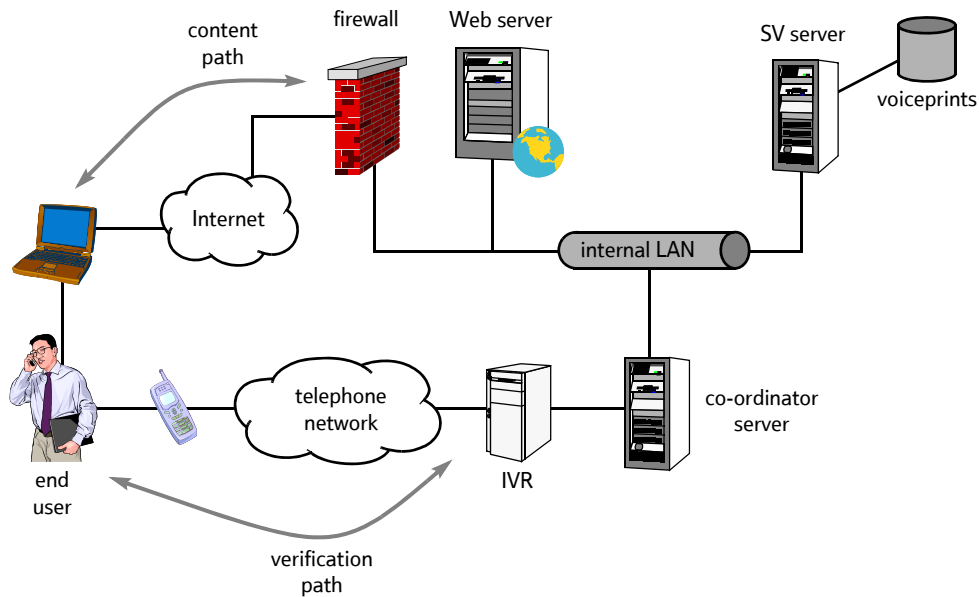 content
path
firewall
Web server
SV server
voiceprints
Internet
internal LAN
telephone
network
co-ordinator
server
IVR
end
user
verification
path